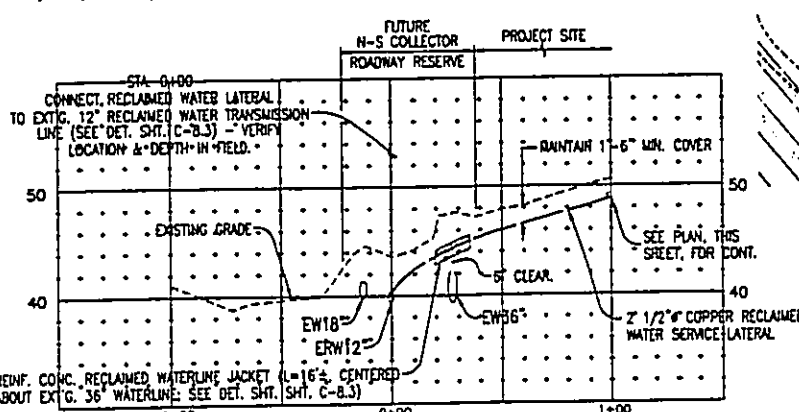 FUTURE
N-S COLLECTOR
PROJECT SITE
ROADWAY RESERVE
STA. 0+00
CONNECT RECLAIMED WATER LATERAL
TO EXT'G. 12" RECLAIMED WATER TRANSMISSION
LINE (SEE DET. SHT. C-8.3) - VERIFY
LOCATION & DEPTH IN FIELD.
MAINTAIN 1'-6" MIN. COVER
50
50
EXISTING GRADE
SEE PLAN, THIS
SHEET, FOR CONT.
6" CLEAR.
40
40
EW18"
EW36"
ERW12"
2 1/2"ø COPPER RECLAIMED
WATER SERVICE LATERAL
REINF. CONC. RECLAIMED WATERLINE JACKET (L=16'±, CENTERED
ABOUT EXT'G. 36" WATERLINE; SEE DET. SHT. SHT. C-8.3)
0+00
1+00